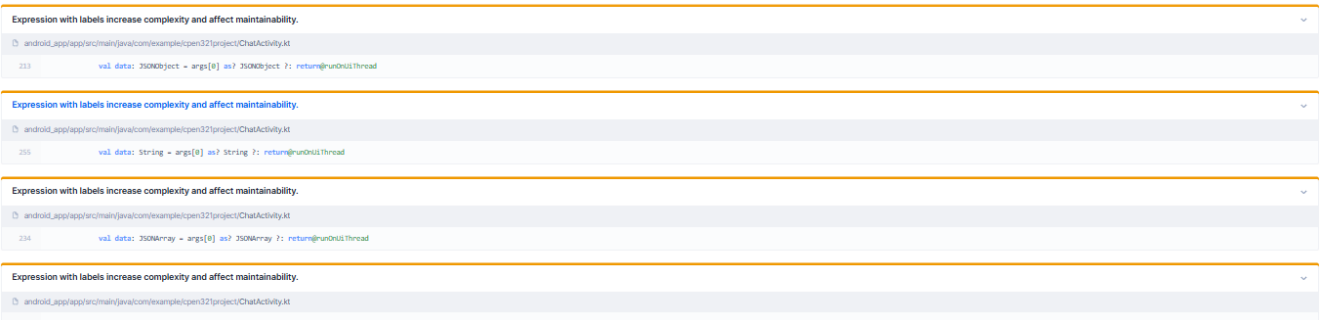 Expression with labels increase complexity and affect maintainability.
android_app/app/src/main/java/com/example/cpen321project/ChatActivity.kt
213 val data: JSONObject = args[0] as? JSONObject ?: return@runOnUiThread
Expression with labels increase complexity and affect maintainability.
android_app/app/src/main/java/com/example/cpen321project/ChatActivity.kt
255 val data: String = args[0] as? String ?: return@runOnUiThread
Expression with labels increase complexity and affect maintainability.
android_app/app/src/main/java/com/example/cpen321project/ChatActivity.kt
234 val data: JSONArray = args[0] as? JSONArray ?: return@runOnUiThread
Expression with labels increase complexity and affect maintainability.
android_app/app/src/main/java/com/example/cpen321project/ChatActivity.kt